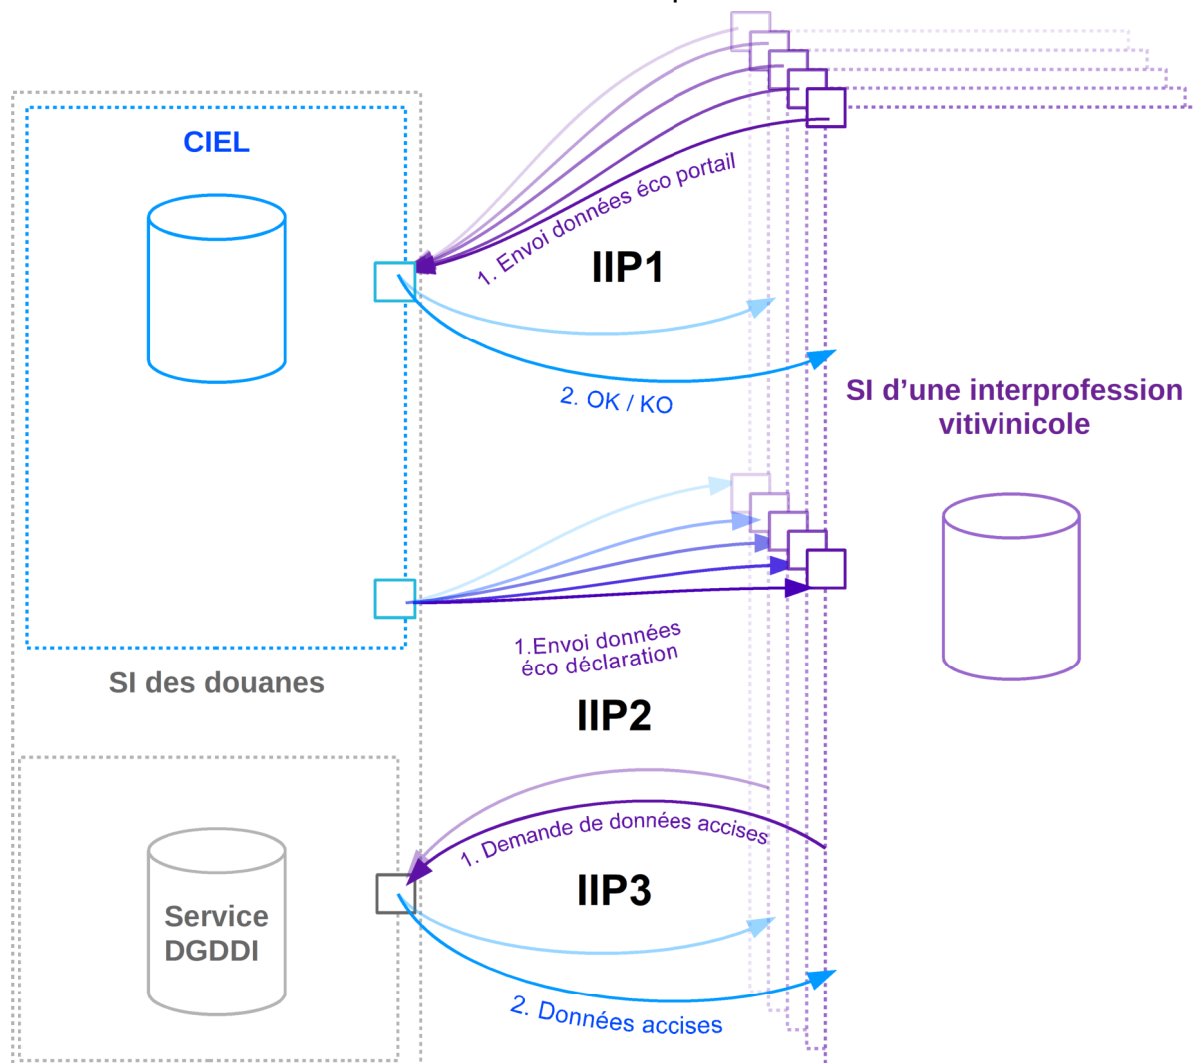 CIEL
1. Envoi données éco portail
IIP1
2. OK / KO
SI d’une interprofession
vitivinicole
1.Envoi données
éco déclaration
SI des douanes
IIP2
1. Demande de données accises
IIP3
Service
DGDDI
2. Données accises